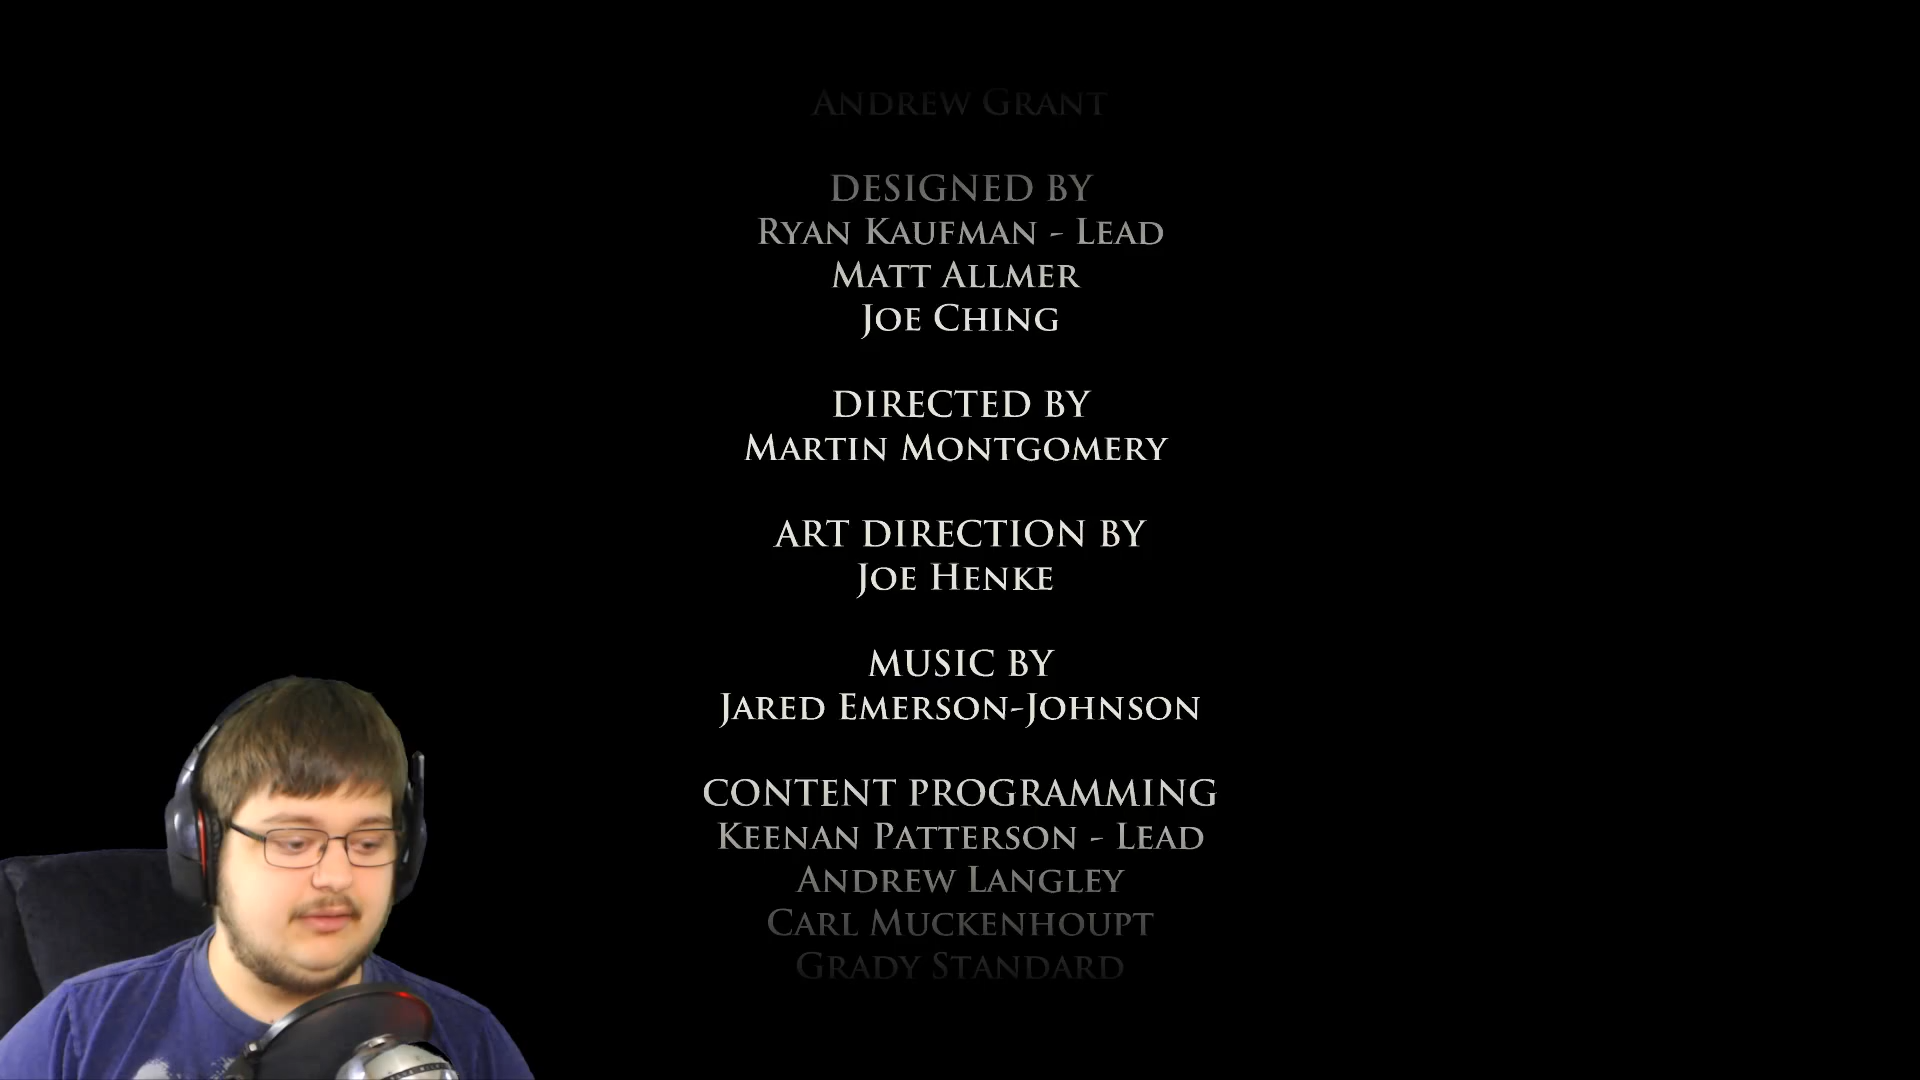 Andrew Grant
DESIGNED BY
Ryan Kaufman - Lead
Matt Allmer
Joe Ching
DIRECTED BY
Martin Montgomery
ART DIRECTION BY
Joe Henke
MUSIC BY
Jared Emerson-Johnson
CONTENT PROGRAMMING
Keenan Patterson - Lead
Andrew Langley
Carl Muckenhoupt
Grady Standard